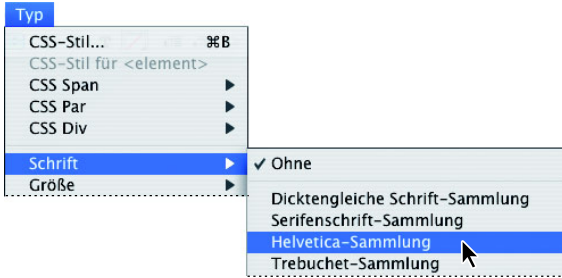 Typ
CSS-Stil... ⌘B
CSS-Stil für <element>
CSS Span
CSS Par
CSS Div
Schrift
Größe
✓ Ohne
Dicktengleiche Schrift-Sammlung
Serifenschrift-Sammlung
Helvetica-Sammlung
Trebuchet-Sammlung